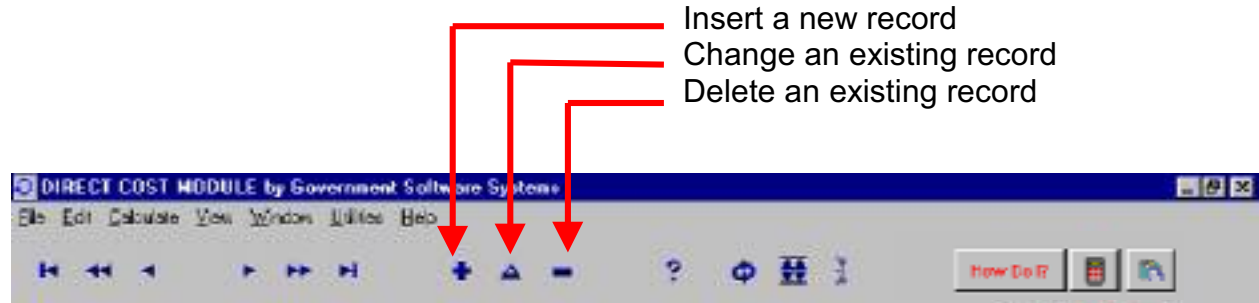 Insert a new record
Change an existing record
Delete an existing record
DIRECT COST MODULE by Government Software Systems
File Edit Calculate View Window Utilities Help
? How Do I?